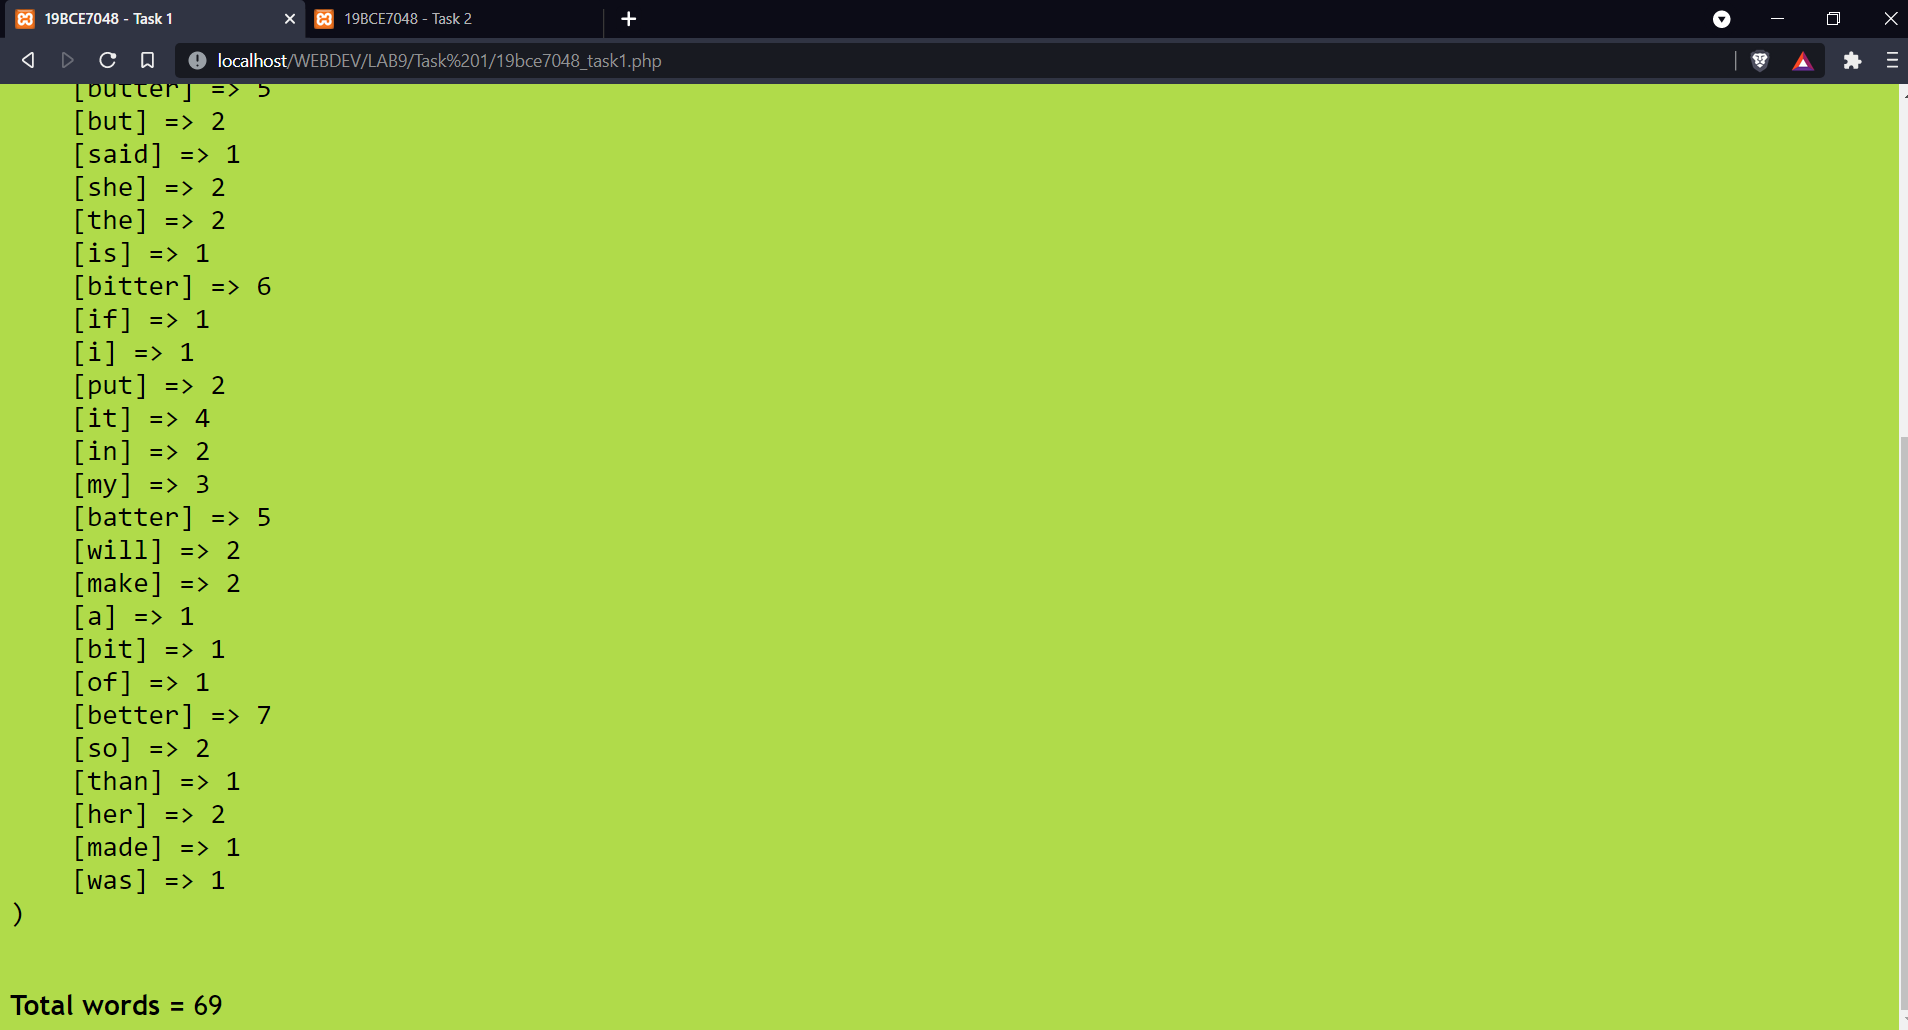 19BCE7048 - Task 1
19BCE7048 - Task 2
localhost/WEBDEV/LAB9/Task%201/19bce7048_task1.php
[butter] => 5
[but] => 2
[said] => 1
[she] => 2
[the] => 2
[is] => 1
[bitter] => 6
[if] => 1
[i] => 1
[put] => 2
[it] => 4
[in] => 2
[my] => 3
[batter] => 5
[will] => 2
[make] => 2
[a] => 1
[bit] => 1
[of] => 1
[better] => 7
[so] => 2
[than] => 1
[her] => 2
[made] => 1
[was] => 1
)
Total words = 69